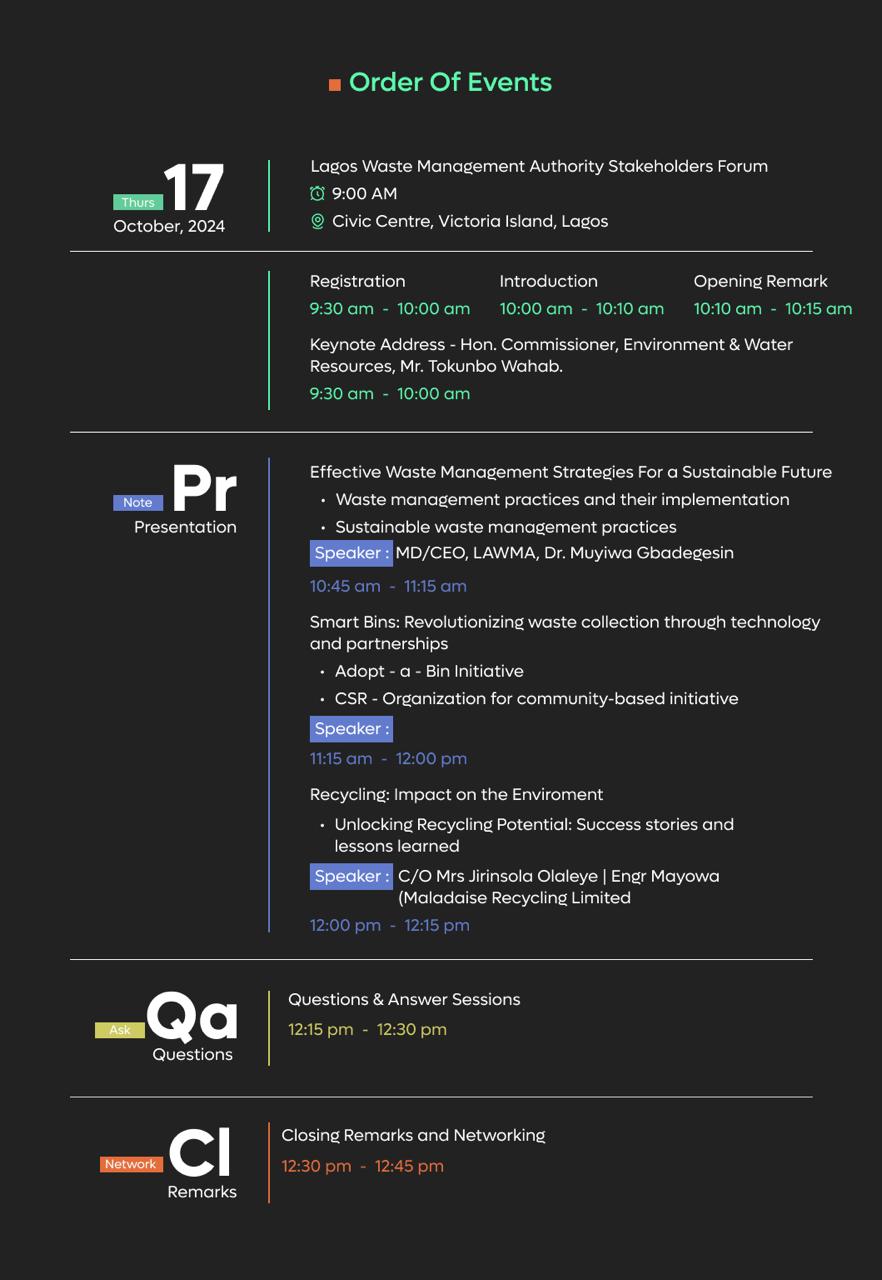 Order Of Events
17
Thurs
October, 2024
Lagos Waste Management Authority Stakeholders Forum
9:00 AM
Civic Centre, Victoria Island, Lagos
Registration
9:30 am - 10:00 am
Introduction
10:00 am - 10:10 am
Opening Remark
10:10 am - 10:15 am
Keynote Address - Hon. Commissioner, Environment & Water
Resources, Mr. Tokunbo Wahab.
9:30 am - 10:00 am
Pr
Note
Presentation
Effective Waste Management Strategies For a Sustainable Future
• Waste management practices and their implementation
• Sustainable waste management practices
Speaker : MD/CEO, LAWMA, Dr. Muyiwa Gbadegesin
10:45 am - 11:15 am
Smart Bins: Revolutionizing waste collection through technology
and partnerships
• Adopt - a - Bin Initiative
• CSR - Organization for community-based initiative
Speaker :
11:15 am - 12:00 pm
Recycling: Impact on the Enviroment
• Unlocking Recycling Potential: Success stories and
lessons learned
Speaker : C/O Mrs Jirinsola Olaleye | Engr Mayowa
(Maladaise Recycling Limited
12:00 pm - 12:15 pm
Qa
Ask
Questions
Questions & Answer Sessions
12:15 pm - 12:30 pm
Cl
Network
Remarks
Closing Remarks and Networking
12:30 pm - 12:45 pm